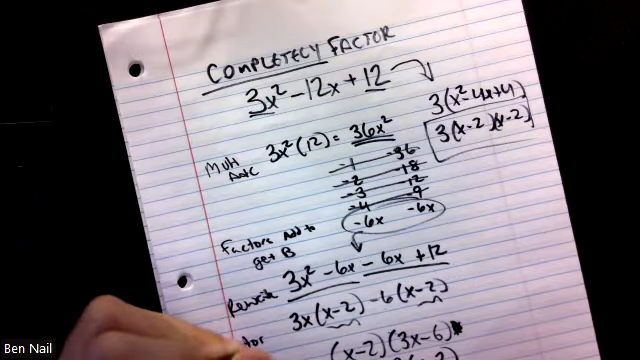 COMPLETELY FACTOR
3x² - 12x + 12
3(x² - 4x + 4)
3(x-2)(x-2)
Mult A and C 3x²(12) = 36x²
-1 -36
-2 -18
-3 -12
-4 -9
-6x -6x
Factors Add to get B
Rewrite 3x² - 6x - 6x + 12
3x(x-2) - 6(x-2)
(x-2)(3x-6)
Ben Nail